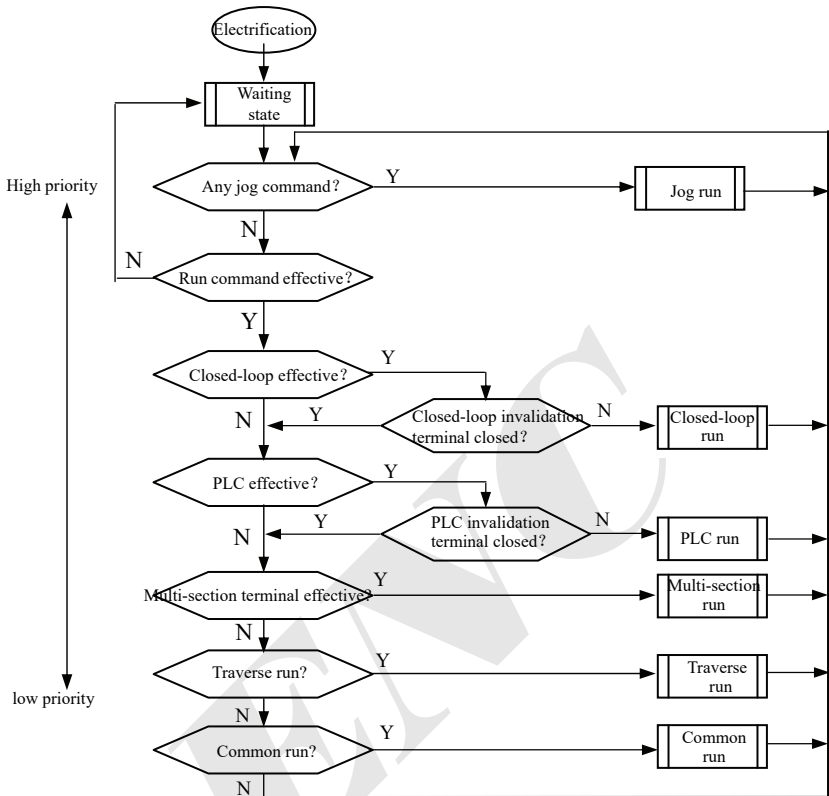 Electrification
Waiting
state
Any jog command?
Y
Jog run
High priority
N
N
Run command effective?
Y
Closed-loop effective?
Y
N
Y
Closed-loop invalidation
terminal closed?
N
Closed-loop
run
PLC effective?
Y
N
Y
PLC invalidation
terminal closed?
N
PLC run
Multi-section terminal effective?
Y
Multi-section
run
N
Traverse run?
Y
Traverse
run
low priority
N
Common run?
Y
Common
run
N
ENC